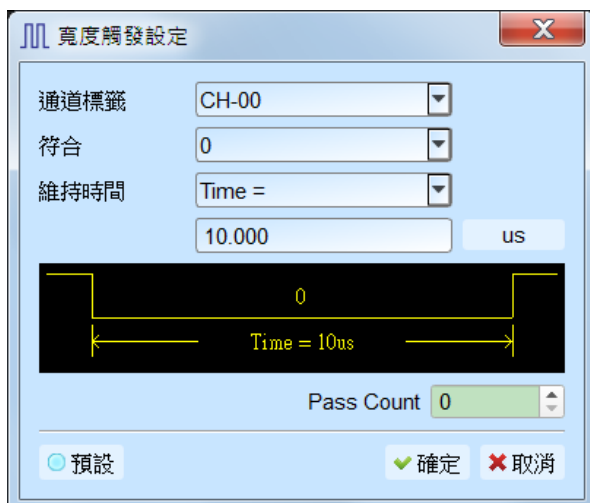 寬度觸發設定
通道標籤 CH-00
符合 0
維持時間 Time =
10.000 us
0
Time = 10us
Pass Count 0
預設 確定 取消